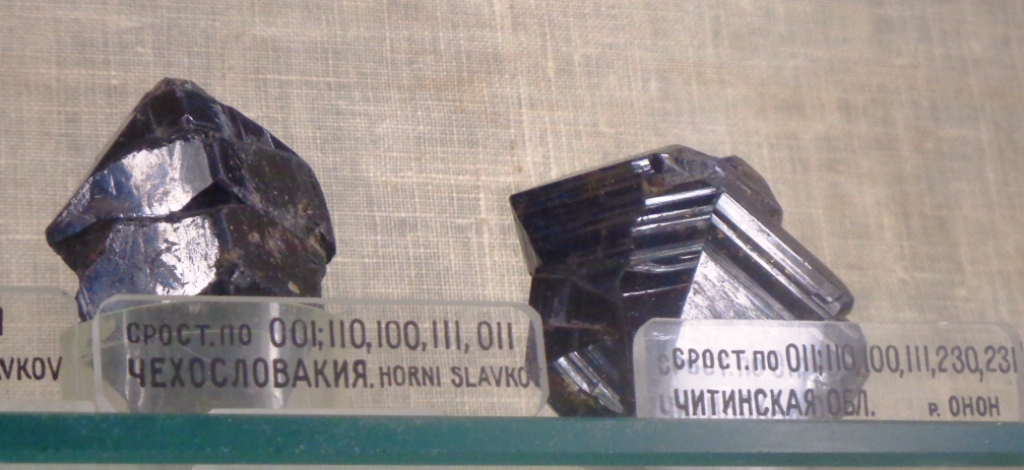 VKOV
СРОСТ. ПО 001; 110, 100, 111, 011
ЧЕХОСЛОВАКИЯ. HORNI SLAVKOV
СРОСТ. ПО 011; 110, 100, 111, 230, 231
ЧИТИНСКАЯ ОБЛ. р. ОНОН